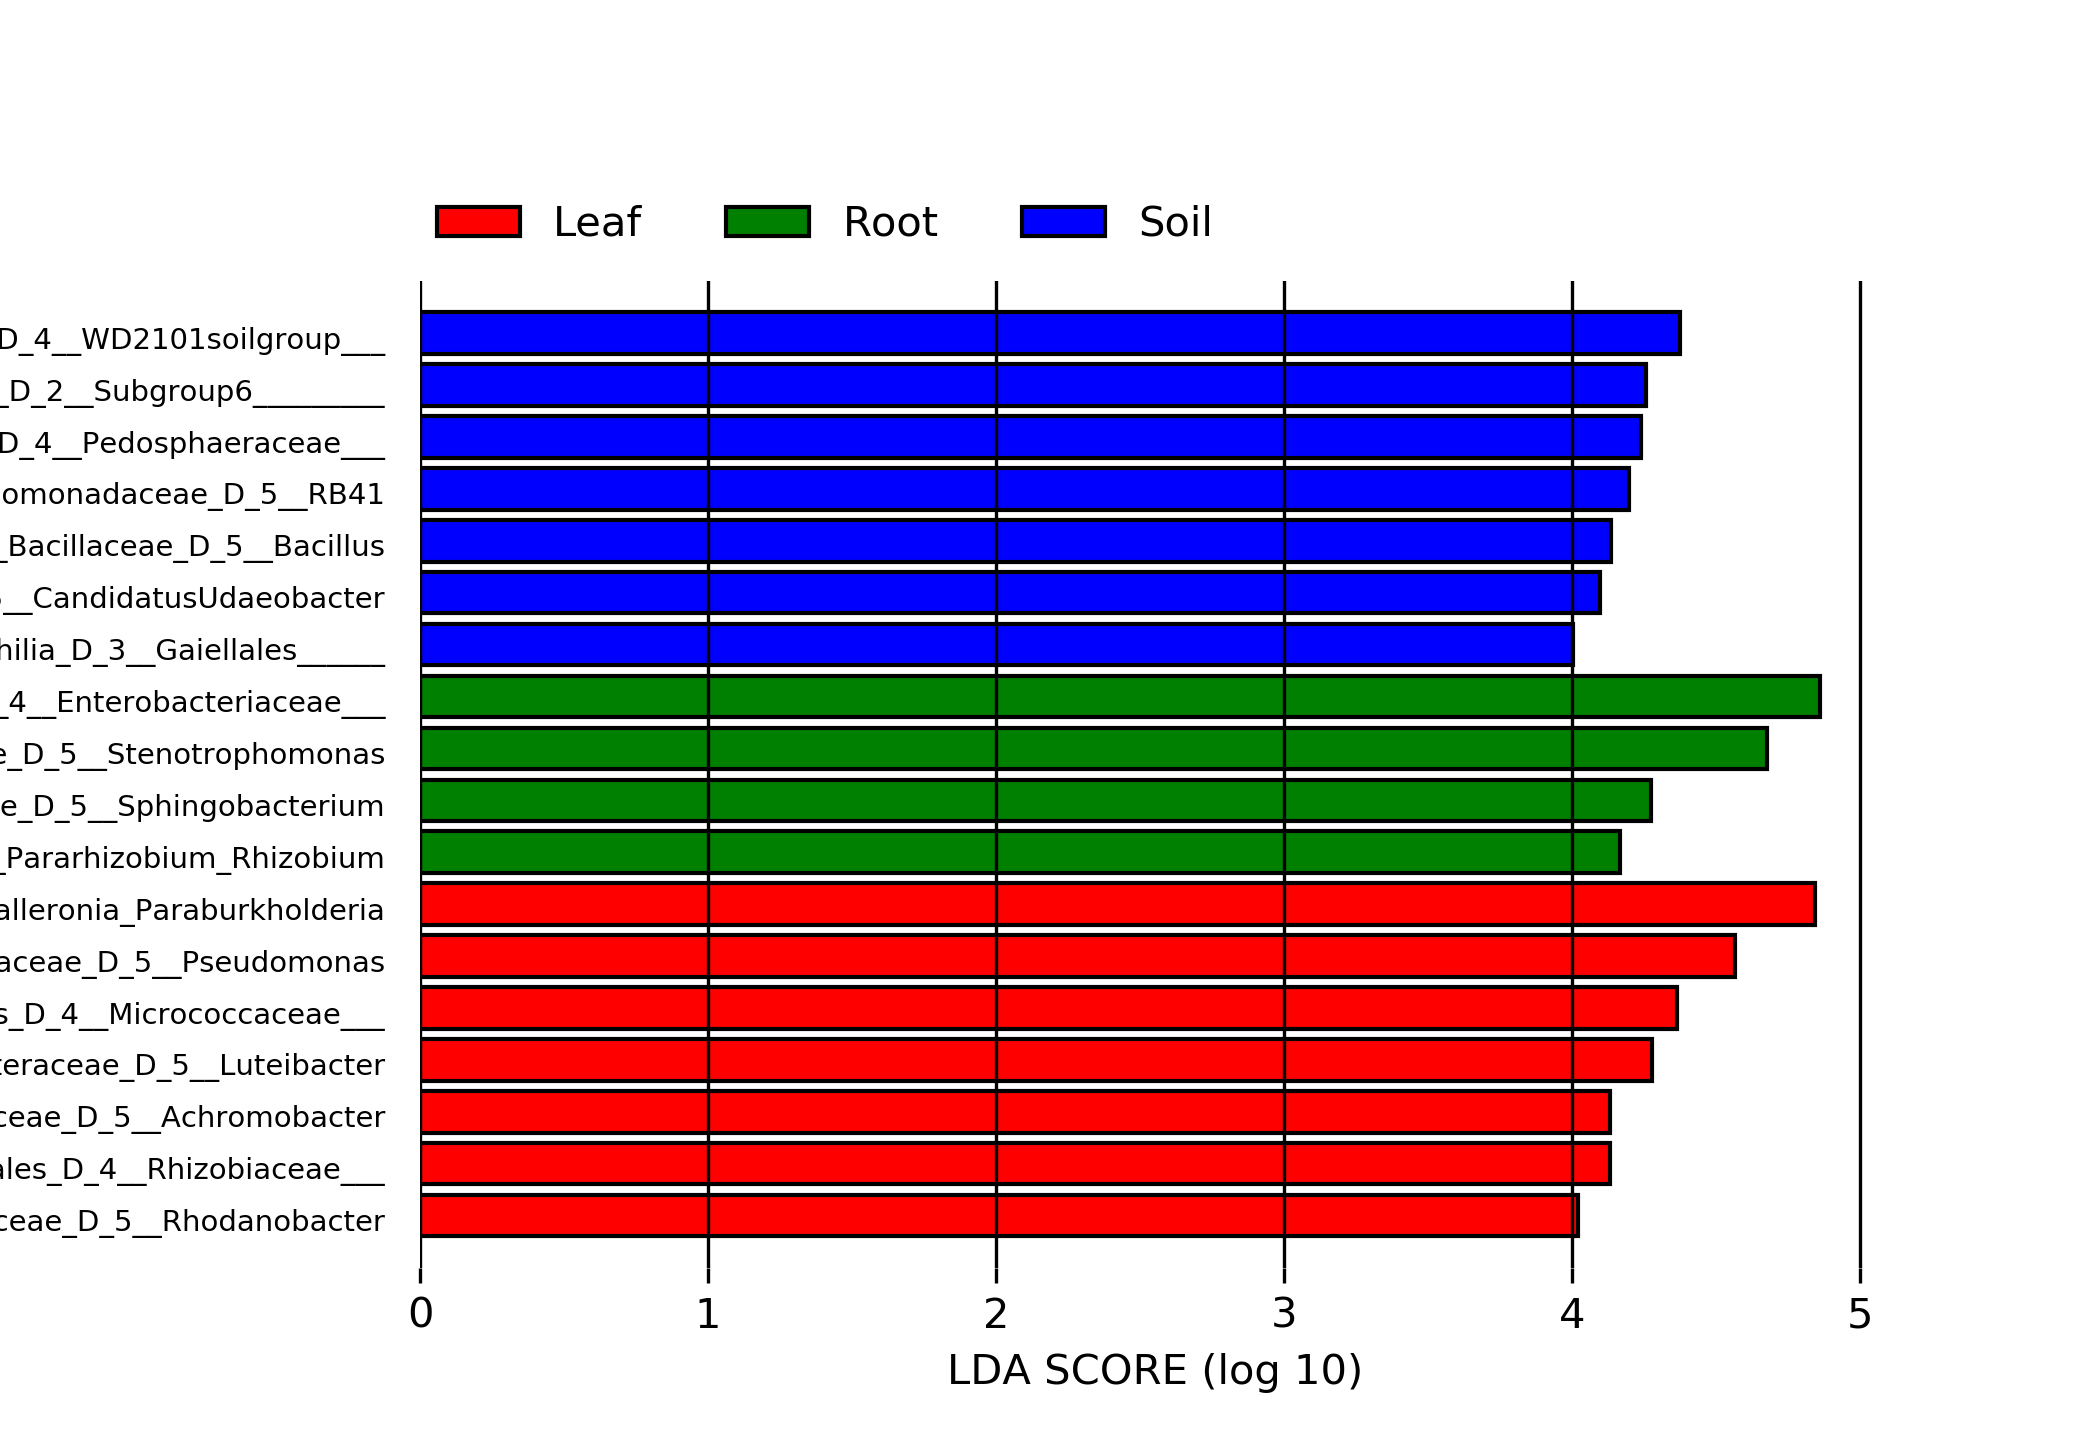 Leaf Root Soil
D_4__WD2101soilgroup___
_D_2__Subgroup6_________
D_4__Pedosphaeraceae___
omonadaceae_D_5__RB41
_Bacillaceae_D_5__Bacillus
__CandidatusUdaeobacter
hilia_D_3__Gaiellales______
_4__Enterobacteriaceae___
e_D_5__Stenotrophomonas
e_D_5__Sphingobacterium
_Pararhizobium_Rhizobium
alleronia_Paraburkholderia
aceae_D_5__Pseudomonas
s_D_4__Micrococcaceae___
teraceae_D_5__Luteibacter
ceae_D_5__Achromobacter
ales_D_4__Rhizobiaceae___
ceae_D_5__Rhodanobacter
0 1 2 3 4 5
LDA SCORE (log 10)